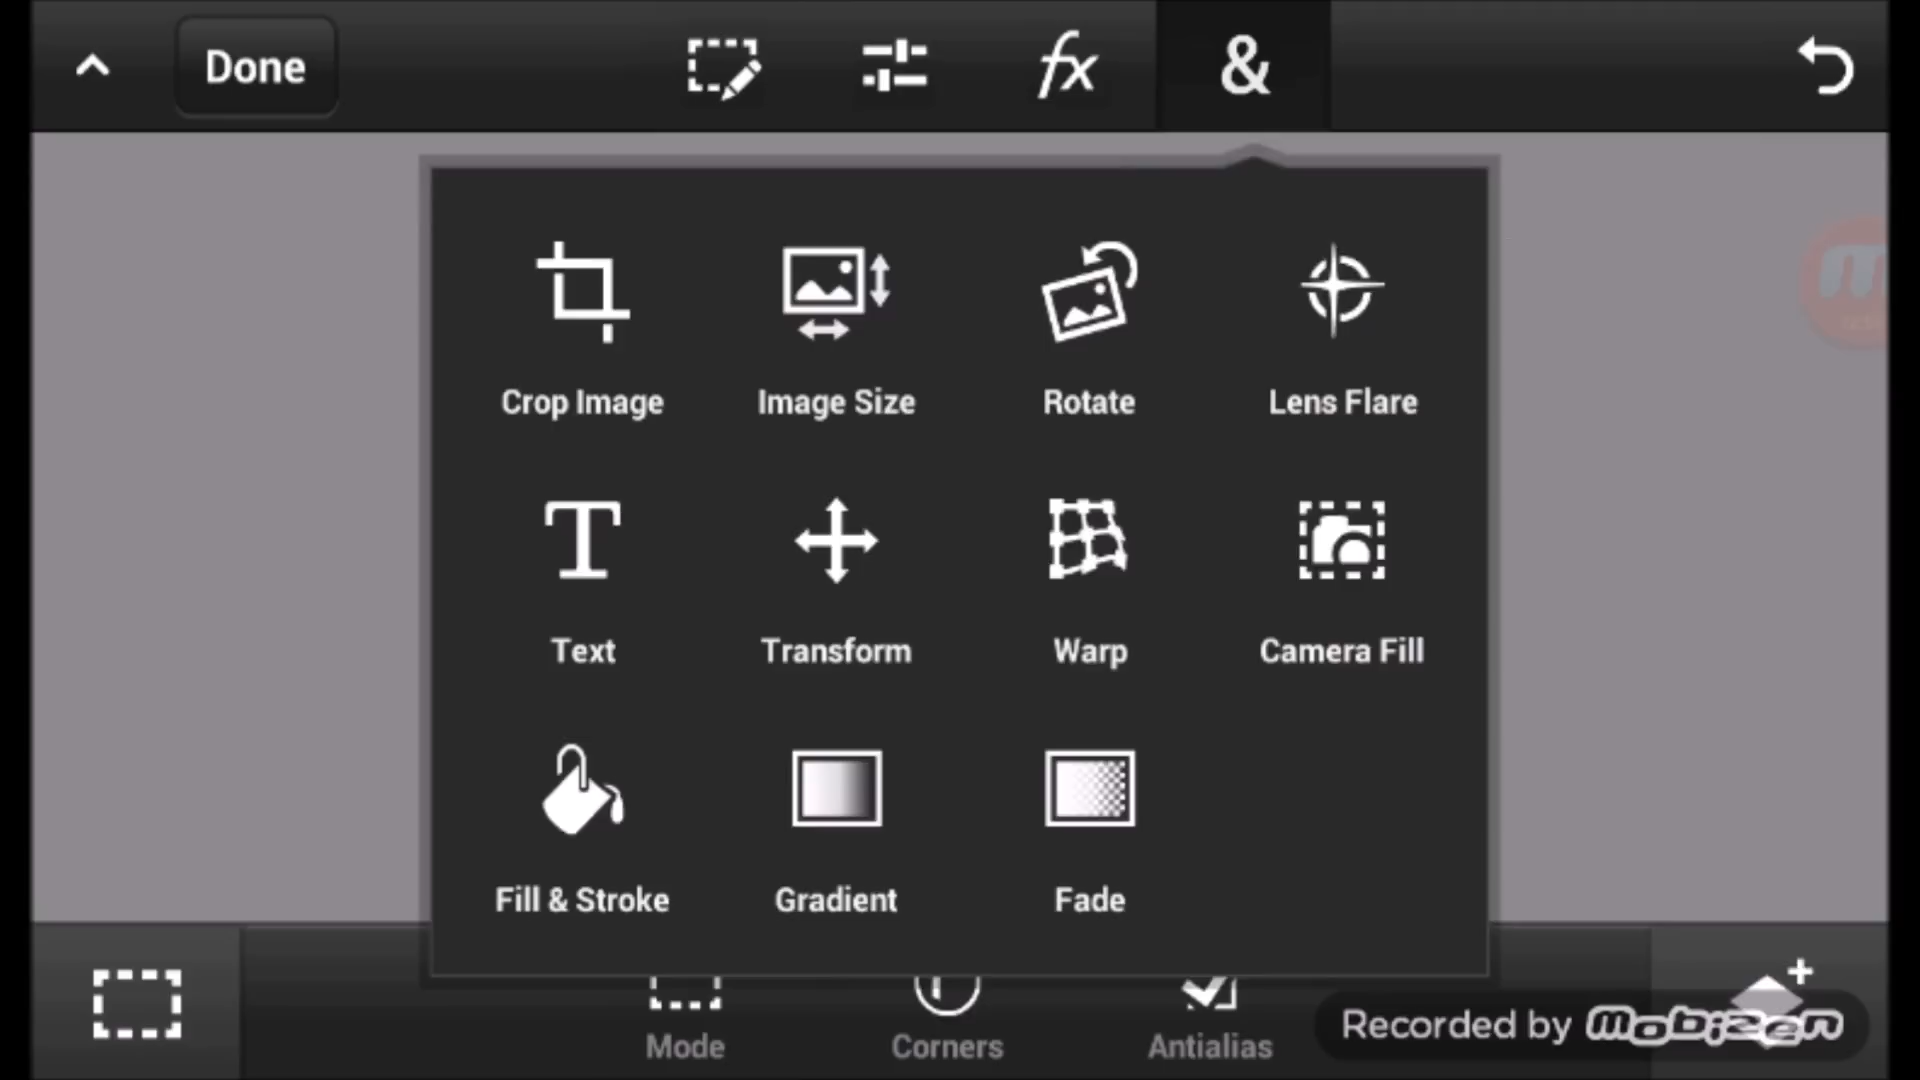 Done fx &
Crop Image Image Size Rotate Lens Flare
Text Transform Warp Camera Fill
Fill & Stroke Gradient Fade
Mode Corners Antialias
Recorded by mobizen